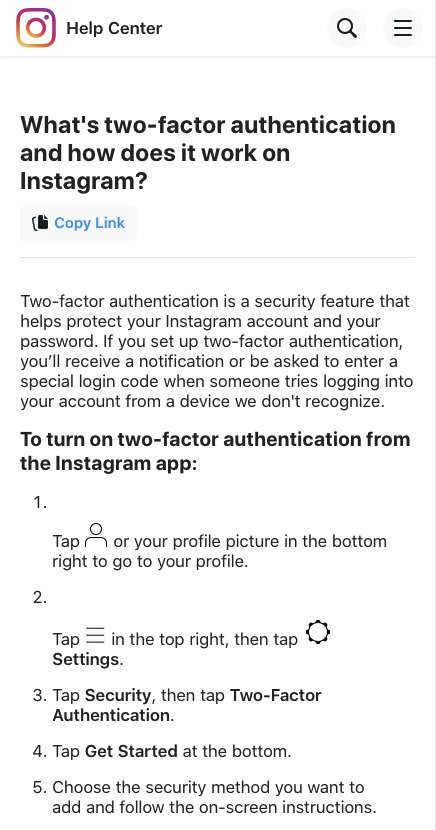 Help Center
What's two-factor authentication
and how does it work on
Instagram?
Copy Link
Two-factor authentication is a security feature that
helps protect your Instagram account and your
password. If you set up two-factor authentication,
you’ll receive a notification or be asked to enter a
special login code when someone tries logging into
your account from a device we don't recognize.
To turn on two-factor authentication from
the Instagram app:
1.
Tap or your profile picture in the bottom
right to go to your profile.
2.
Tap in the top right, then tap
Settings.
3. Tap Security, then tap Two-Factor
Authentication.
4. Tap Get Started at the bottom.
5. Choose the security method you want to
add and follow the on-screen instructions.